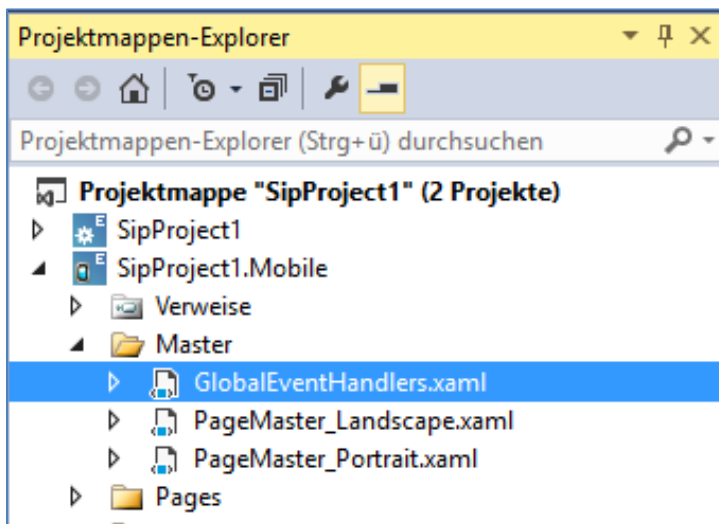 Projektmappen-Explorer
Projektmappen-Explorer (Strg+ü) durchsuchen
Projektmappe "SipProject1" (2 Projekte)
SipProject1
SipProject1.Mobile
Verweise
Master
GlobalEventHandlers.xaml
PageMaster_Landscape.xaml
PageMaster_Portrait.xaml
Pages